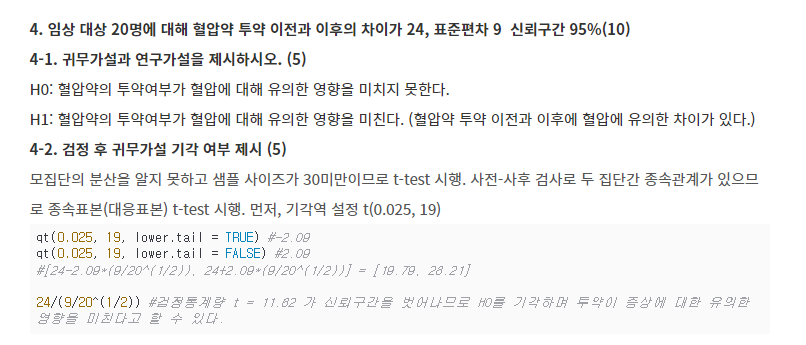 4. 임상 대상 20명에 대해 혈압약 투약 이전과 이후의 차이가 24, 표준편차 9 신뢰구간 95%(10)
4-1. 귀무가설과 연구가설을 제시하시오. (5)
H0: 혈압약의 투약여부가 혈압에 대해 유의한 영향을 미치지 못한다.
H1: 혈압약의 투약여부가 혈압에 대해 유의한 영향을 미친다. (혈압약 투약 이전과 이후에 혈압에 유의한 차이가 있다.)
4-2. 검정 후 귀무가설 기각 여부 제시 (5)
모집단의 분산을 알지 못하고 샘플 사이즈가 30미만이므로 t-test 시행. 사전-사후 검사로 두 집단간 종속관계가 있으므
로 종속표본(대응표본) t-test 시행. 먼저, 기각역 설정 t(0.025, 19)
qt(0.025, 19, lower.tail = TRUE) #-2.09
qt(0.025, 19, lower.tail = FALSE) #2.09
#[24-2.09*(9/20^(1/2)), 24+2.09*(9/20^(1/2))] = [19.79, 28.21]
24/(9/20^(1/2)) #검정통계량 t = 11.62 가 신뢰구간을 벗어나므로 H0를 기각하며 투약이 증상에 대한 유의한
영향을 미친다고 할 수 있다.